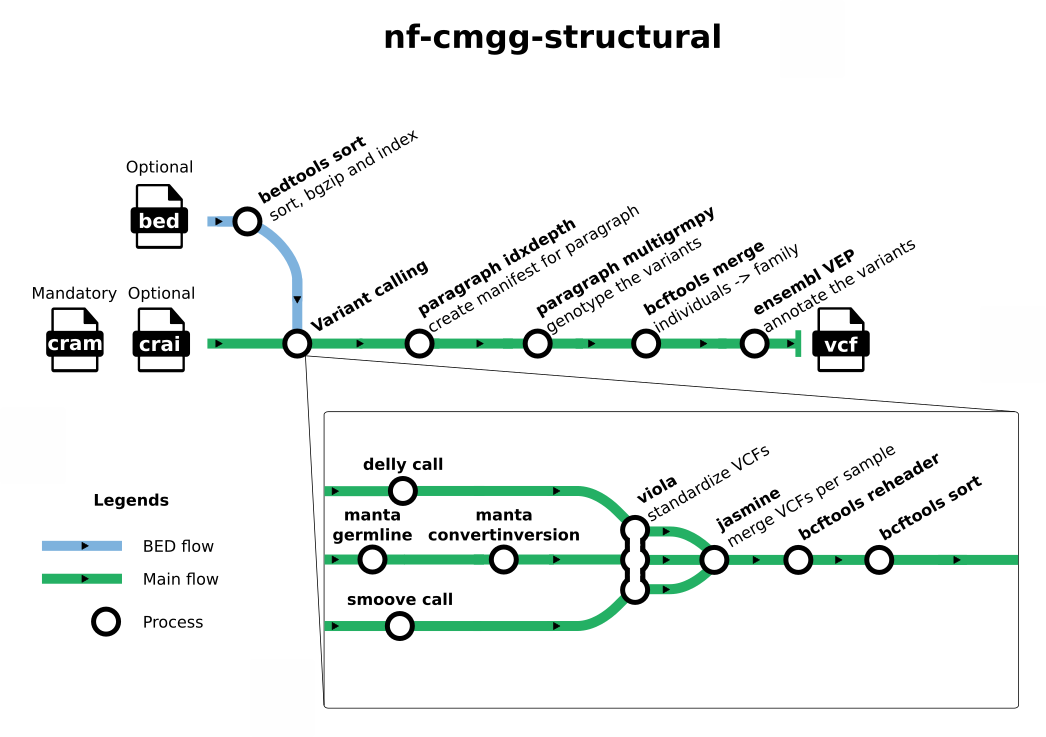 nf-cmgg-structural
Optional
bed
bedtools sort
sort, bgzip and index
Mandatory
Optional
cram
crai
Variant calling
paragraph idxdepth
create manifest for paragraph
paragraph multigrmpy
genotype the variants
bcftools merge
individuals -> family
ensembl VEP
annotate the variants
vcf
delly call
manta
germline
manta
convertinversion
smoove call
viola
standardize VCFs
jasmine
merge VCFs per sample
bcftools reheader
bcftools sort
Legends
BED flow
Main flow
Process